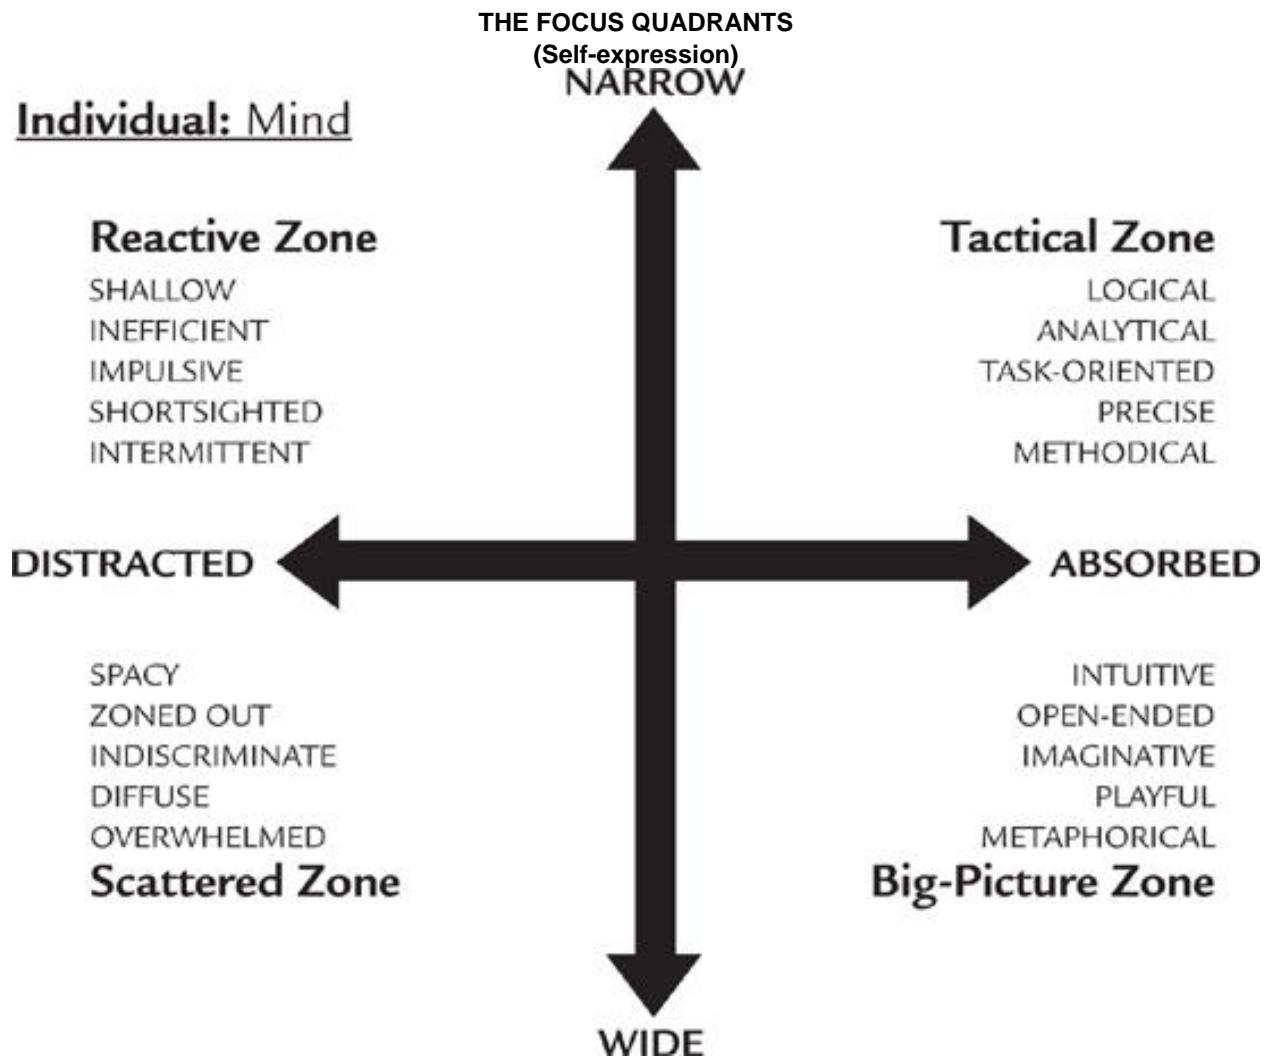 THE FOCUS QUADRANTS
(Self-expression)
NARROW
Individual: Mind
Reactive Zone
SHALLOW
INEFFICIENT
IMPULSIVE
SHORTSIGHTED
INTERMITTENT
Tactical Zone
LOGICAL
ANALYTICAL
TASK-ORIENTED
PRECISE
METHODICAL
DISTRACTED
ABSORBED
SPACY
ZONED OUT
INDISCRIMINATE
DIFFUSE
OVERWHELMED
Scattered Zone
INTUITIVE
OPEN-ENDED
IMAGINATIVE
PLAYFUL
METAPHORICAL
Big-Picture Zone
WIDE